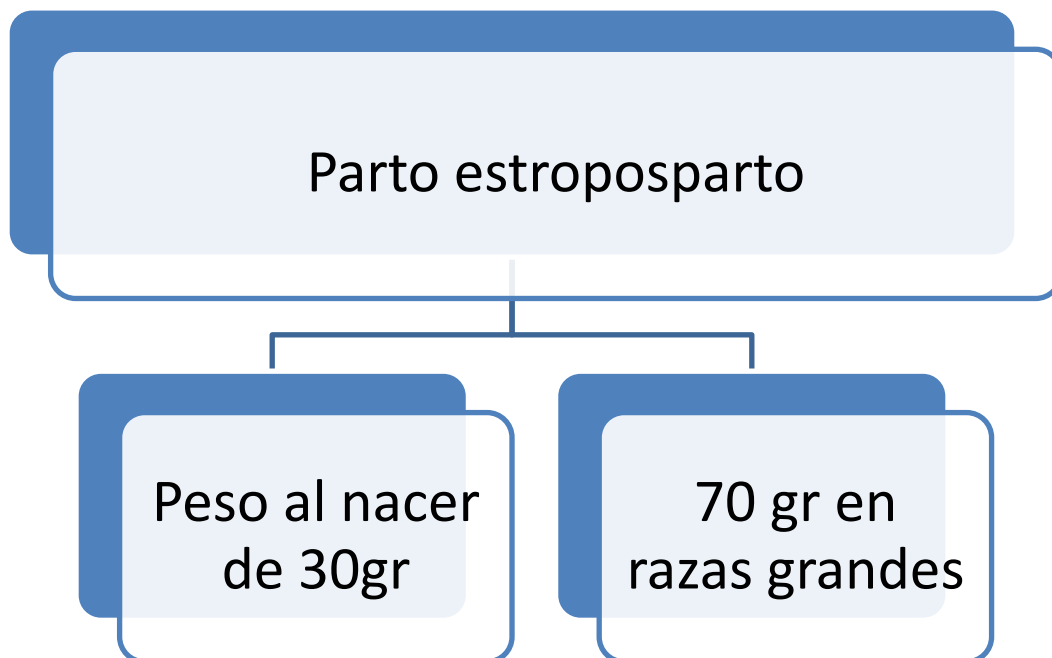 Parto estroposparto
Peso al nacer
de 30gr
70 gr en
razas grandes